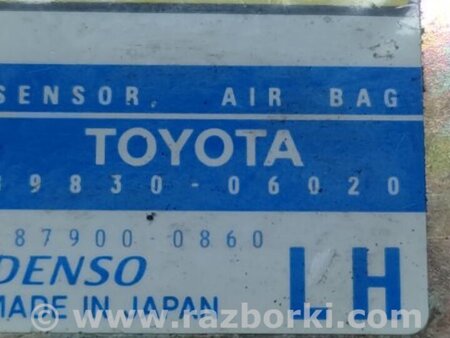 SENSOR, AIR BAG
TOYOTA
9830-06020
87900-0860
DENSO
LH
MADE IN JAPAN
www.razborki.com